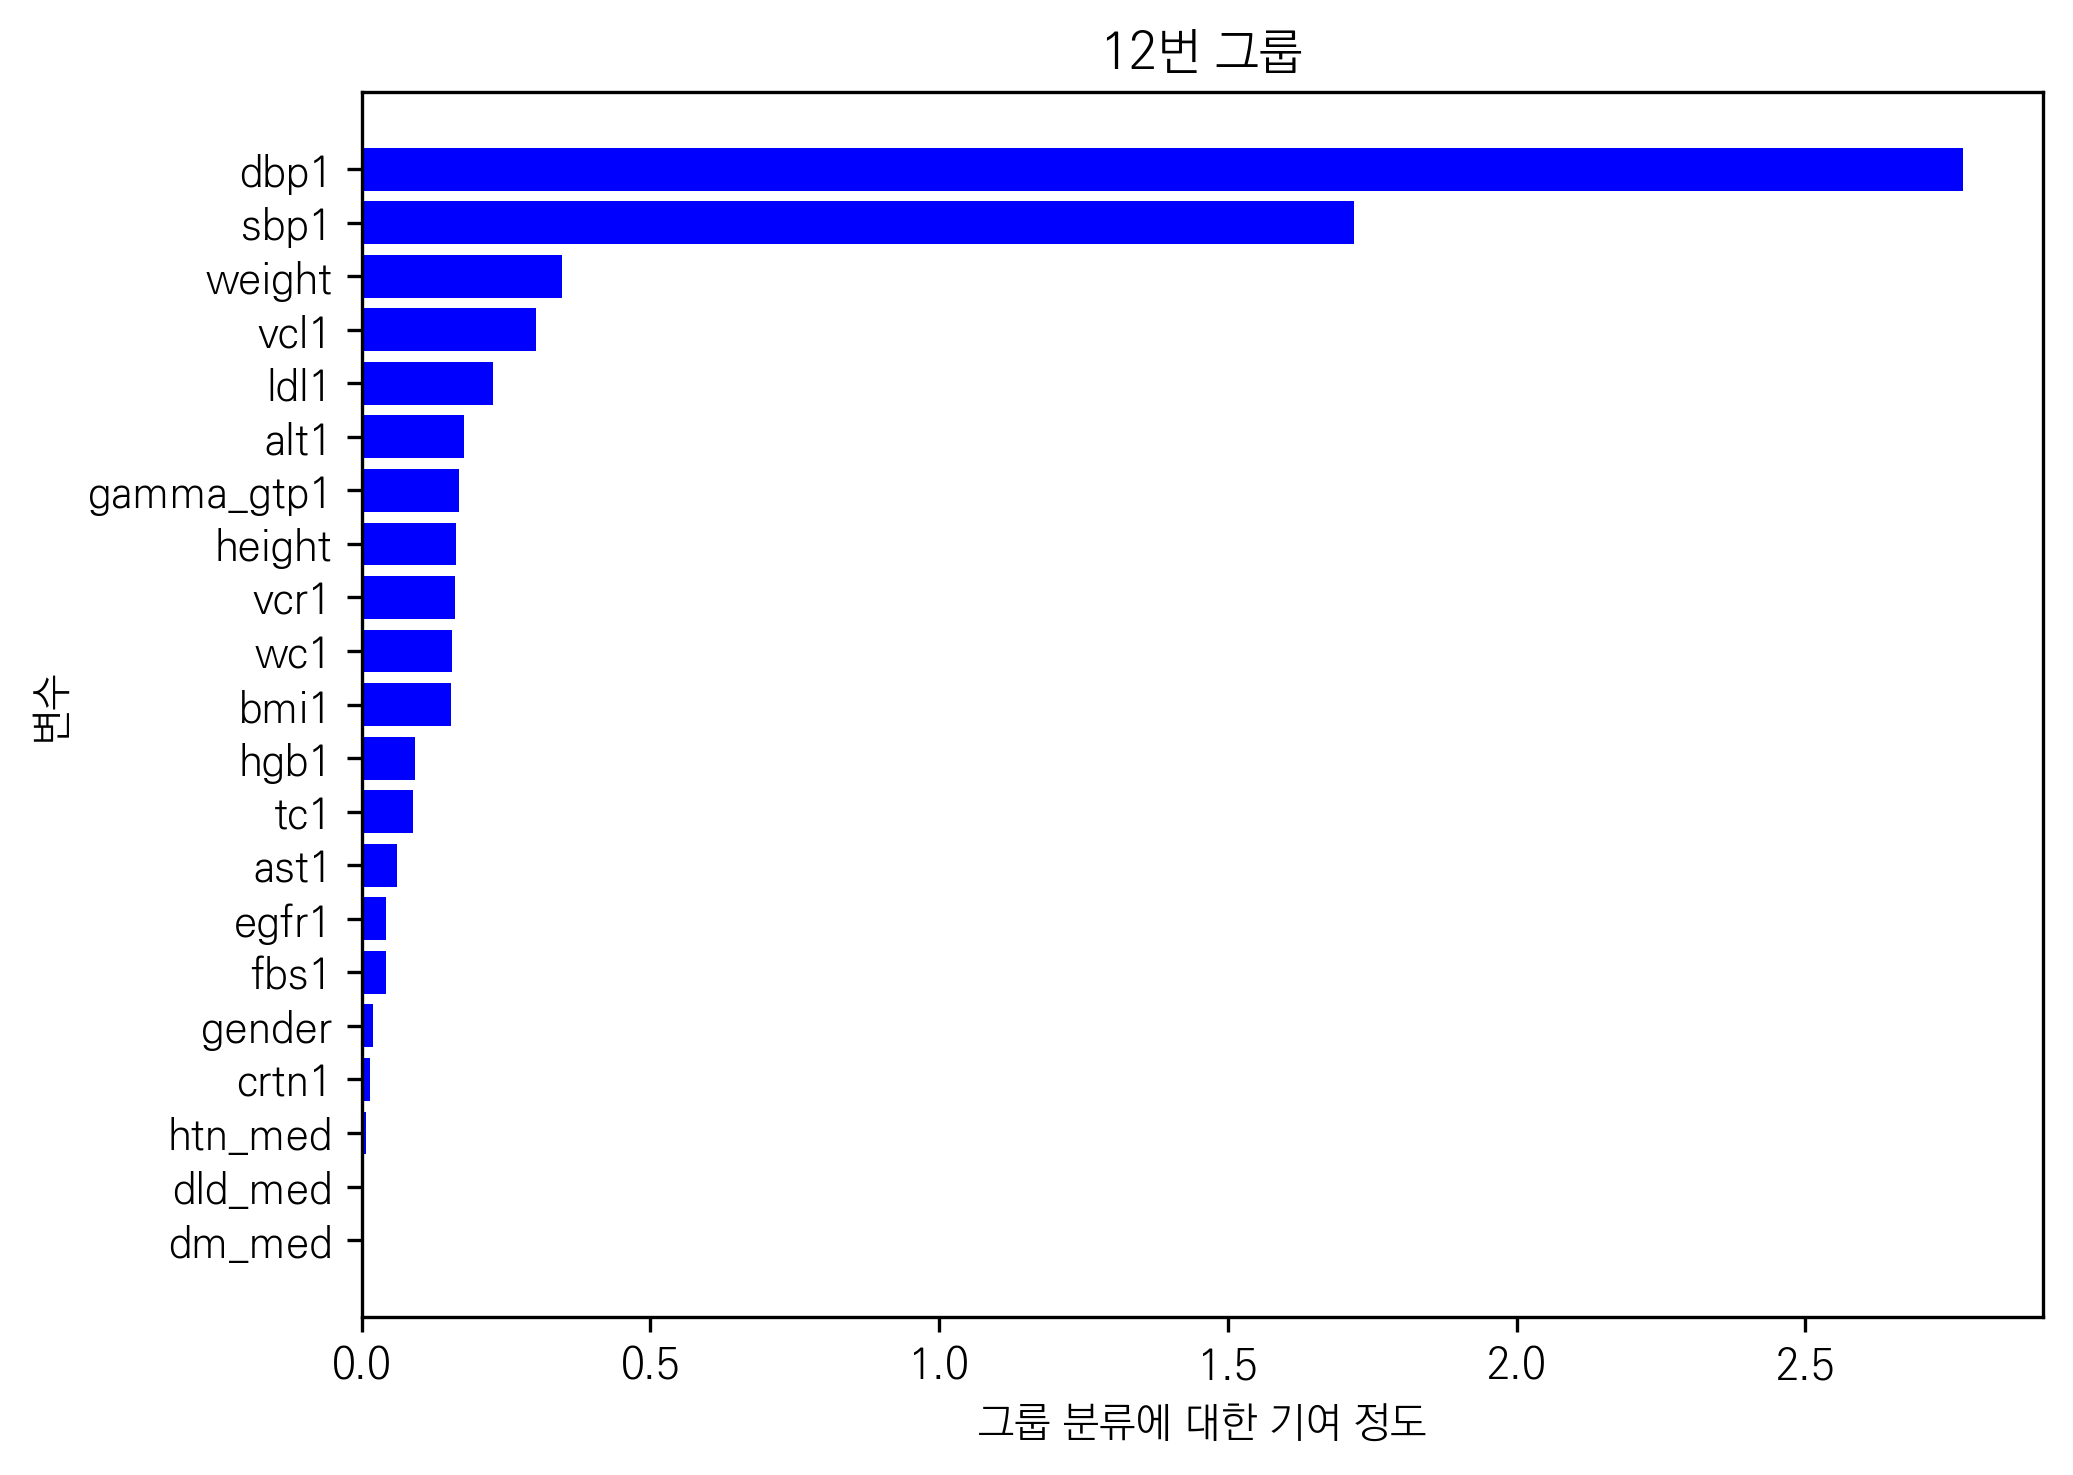 12번 그룹
변수
dbp1
sbp1
weight
vcl1
ldl1
alt1
gamma_gtp1
height
vcr1
wc1
bmi1
hgb1
tc1
ast1
egfr1
fbs1
gender
crtn1
htn_med
dld_med
dm_med
0.0 0.5 1.0 1.5 2.0 2.5
그룹 분류에 대한 기여 정도